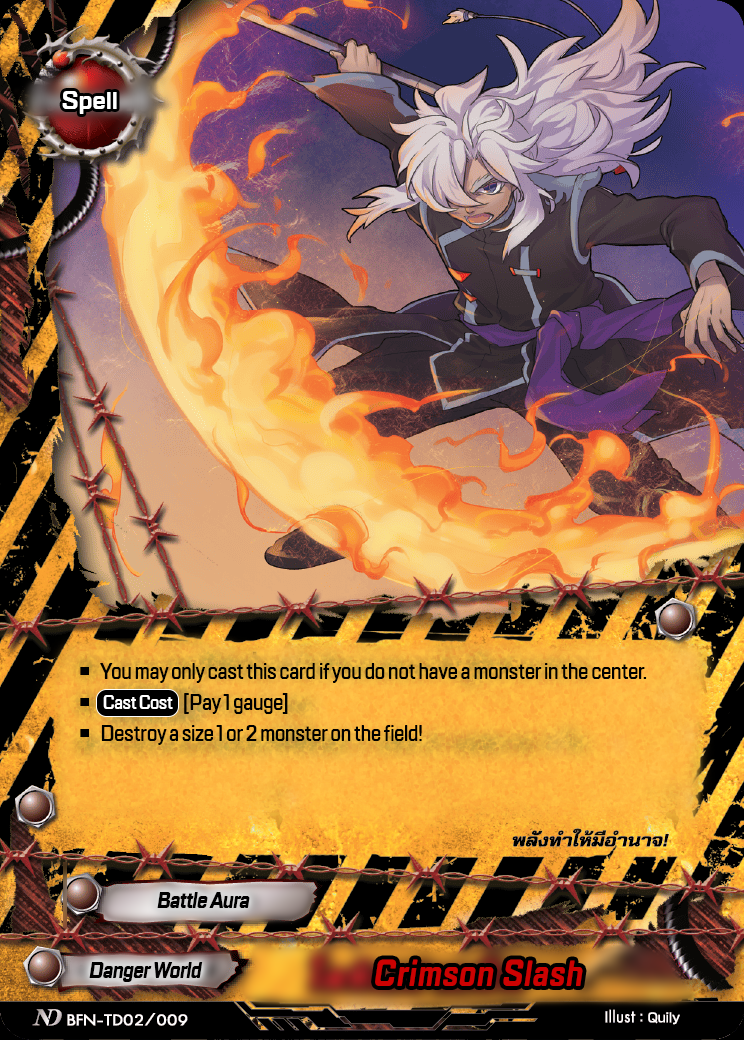 Spell
▪ You may only cast this card if you do not have a monster in the center.
▪ Cast Cost [Pay 1 gauge]
▪ Destroy a size 1 or 2 monster on the field!
พลังทำให้มีอำนาจ!
Battle Aura
Danger World
Crimson Slash
ND BFN-TD02/009
Illust : Quily